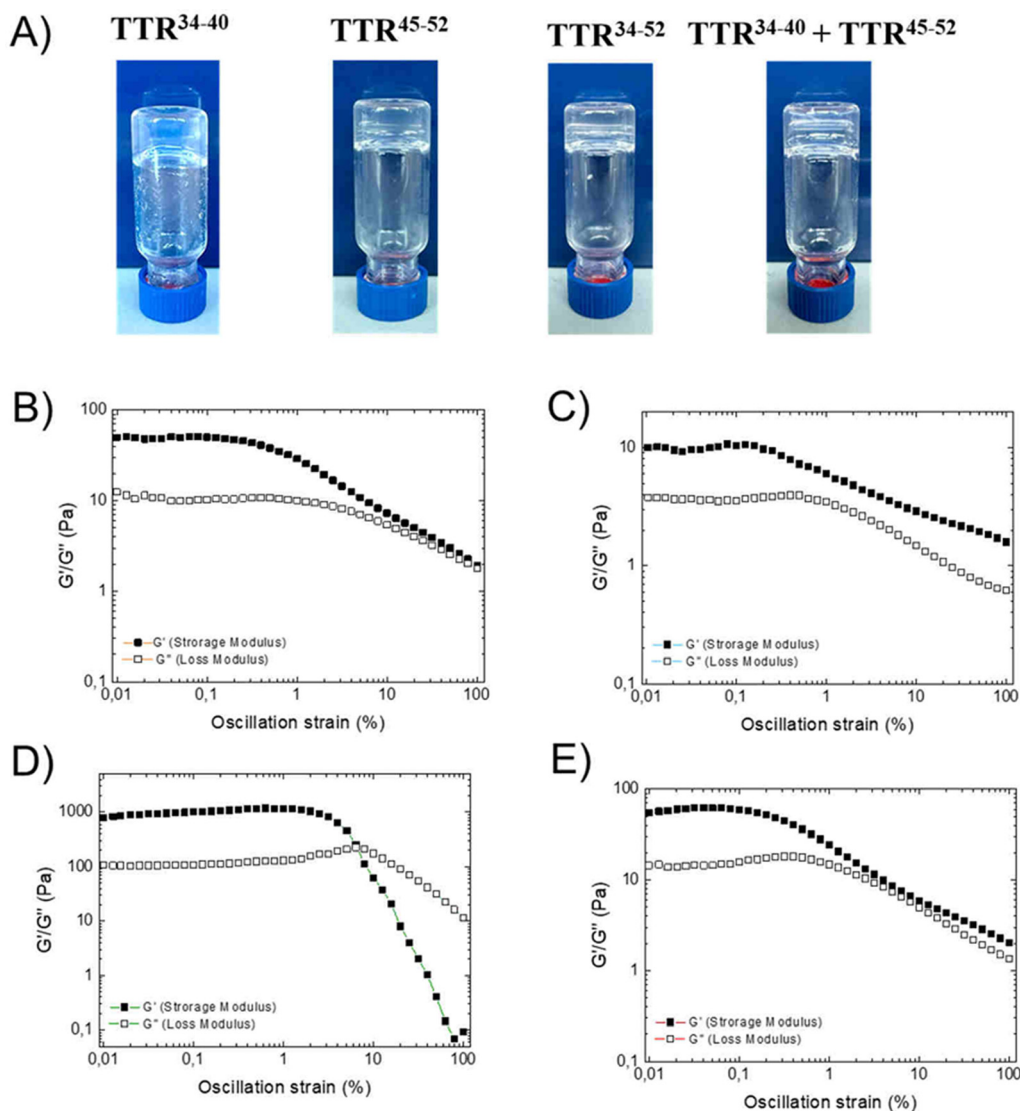 A)
TTR³⁴⁻⁴⁰
TTR⁴⁵⁻⁵²
TTR³⁴⁻⁵²
TTR³⁴⁻⁴⁰ + TTR⁴⁵⁻⁵²
B)
100
10
1
0,1
G'/G" (Pa)
G' (Strorage Modulus)
G" (Loss Modulus)
0,01 0,1 1 10 100
Oscillation strain (%)
C)
10
1
0,1
G'/G" (Pa)
G' (Strorage Modulus)
G" (Loss Modulus)
0,01 0,1 1 10 100
Oscillation strain (%)
D)
1000
100
10
1
0,1
G'/G" (Pa)
G' (Strorage Modulus)
G" (Loss Modulus)
0,01 0,1 1 10 100
Oscillation strain (%)
E)
100
10
1
0,1
G'/G" (Pa)
G' (Strorage Modulus)
G" (Loss Modulus)
0,01 0,1 1 10 100
Oscillation strain (%)